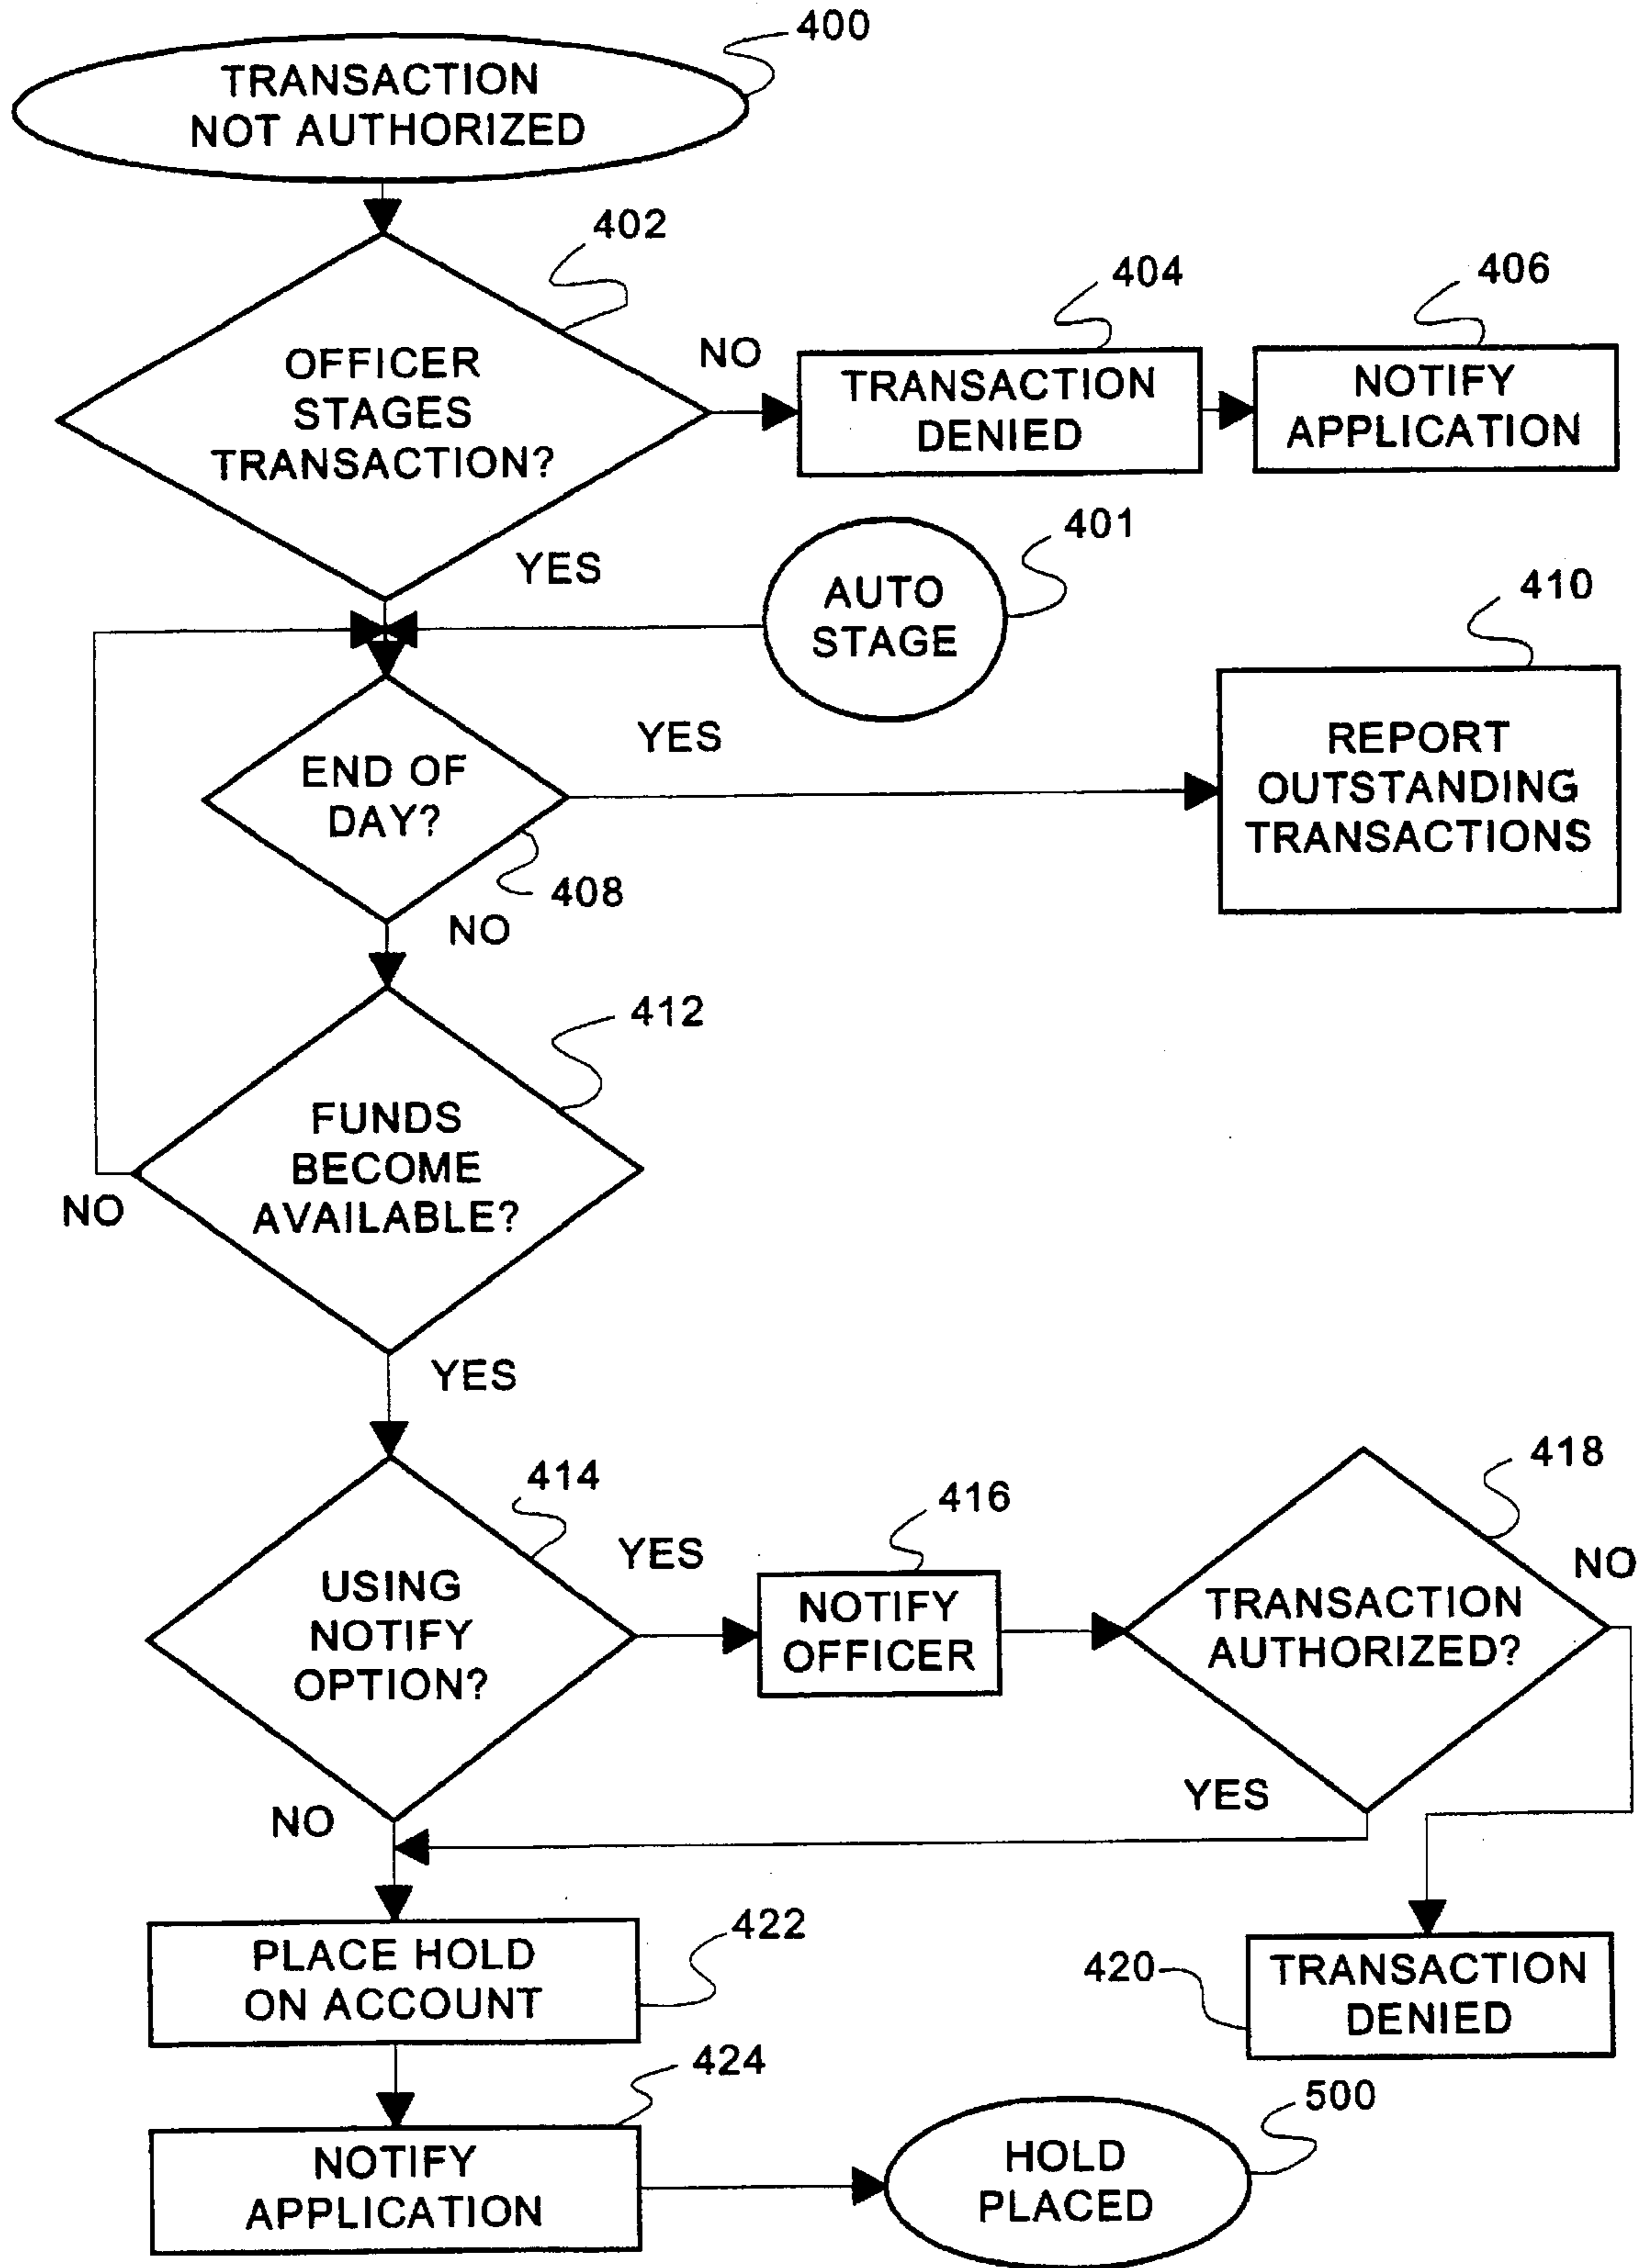 400
TRANSACTION
NOT AUTHORIZED
402
OFFICER
STAGES
TRANSACTION?
NO
404
TRANSACTION
DENIED
406
NOTIFY
APPLICATION
YES
401
AUTO
STAGE
410
REPORT
OUTSTANDING
TRANSACTIONS
YES
END OF
DAY?
408
NO
412
FUNDS
BECOME
AVAILABLE?
NO
YES
414
USING
NOTIFY
OPTION?
YES
416
NOTIFY
OFFICER
418
TRANSACTION
AUTHORIZED?
NO
YES
NO
422
PLACE HOLD
ON ACCOUNT
420
TRANSACTION
DENIED
424
NOTIFY
APPLICATION
500
HOLD
PLACED